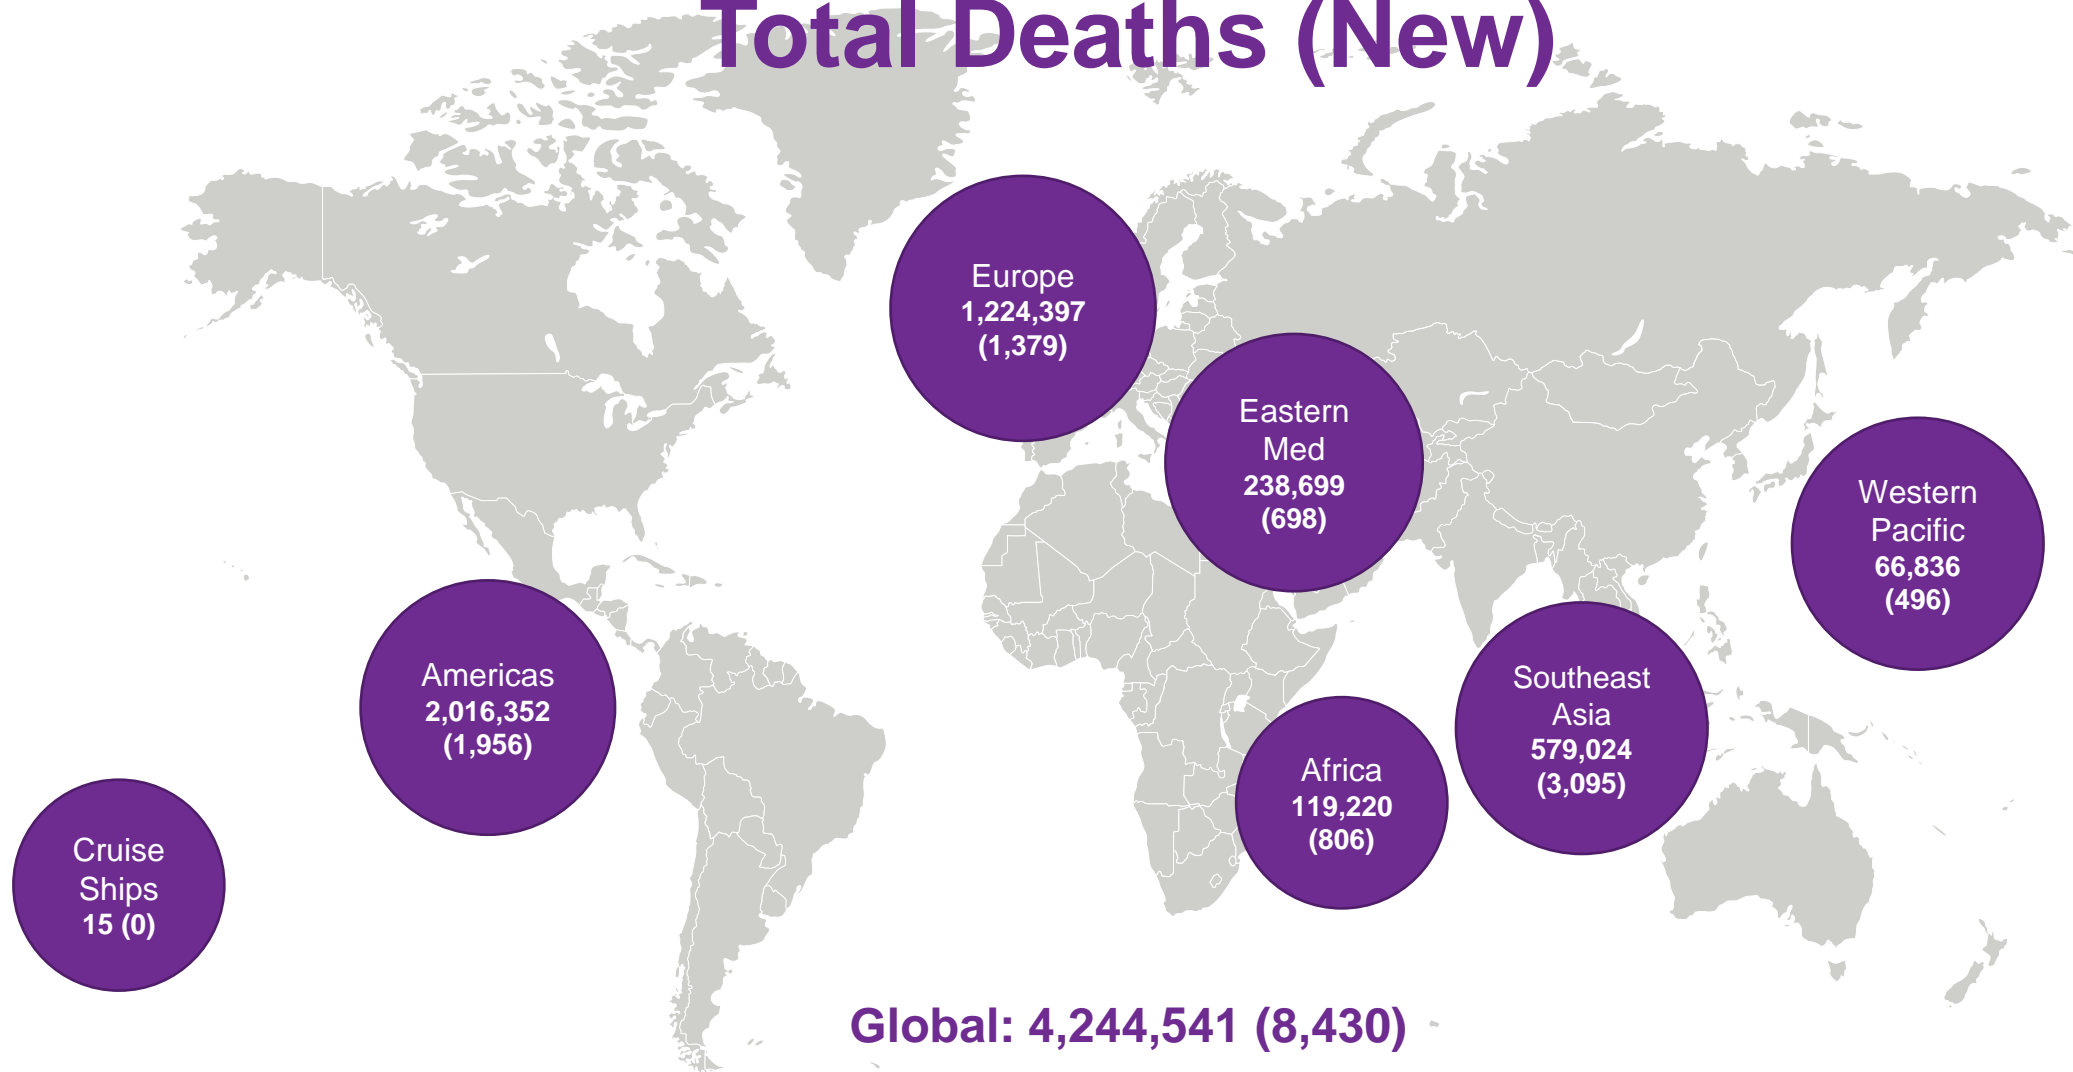 Total Deaths (New)
Europe
1,224,397
(1,379)
Eastern
Med
238,699
(698)
Western
Pacific
66,836
(496)
Americas
2,016,352
(1,956)
Southeast
Asia
579,024
(3,095)
Africa
119,220
(806)
Cruise
Ships
15 (0)
Global: 4,244,541 (8,430)